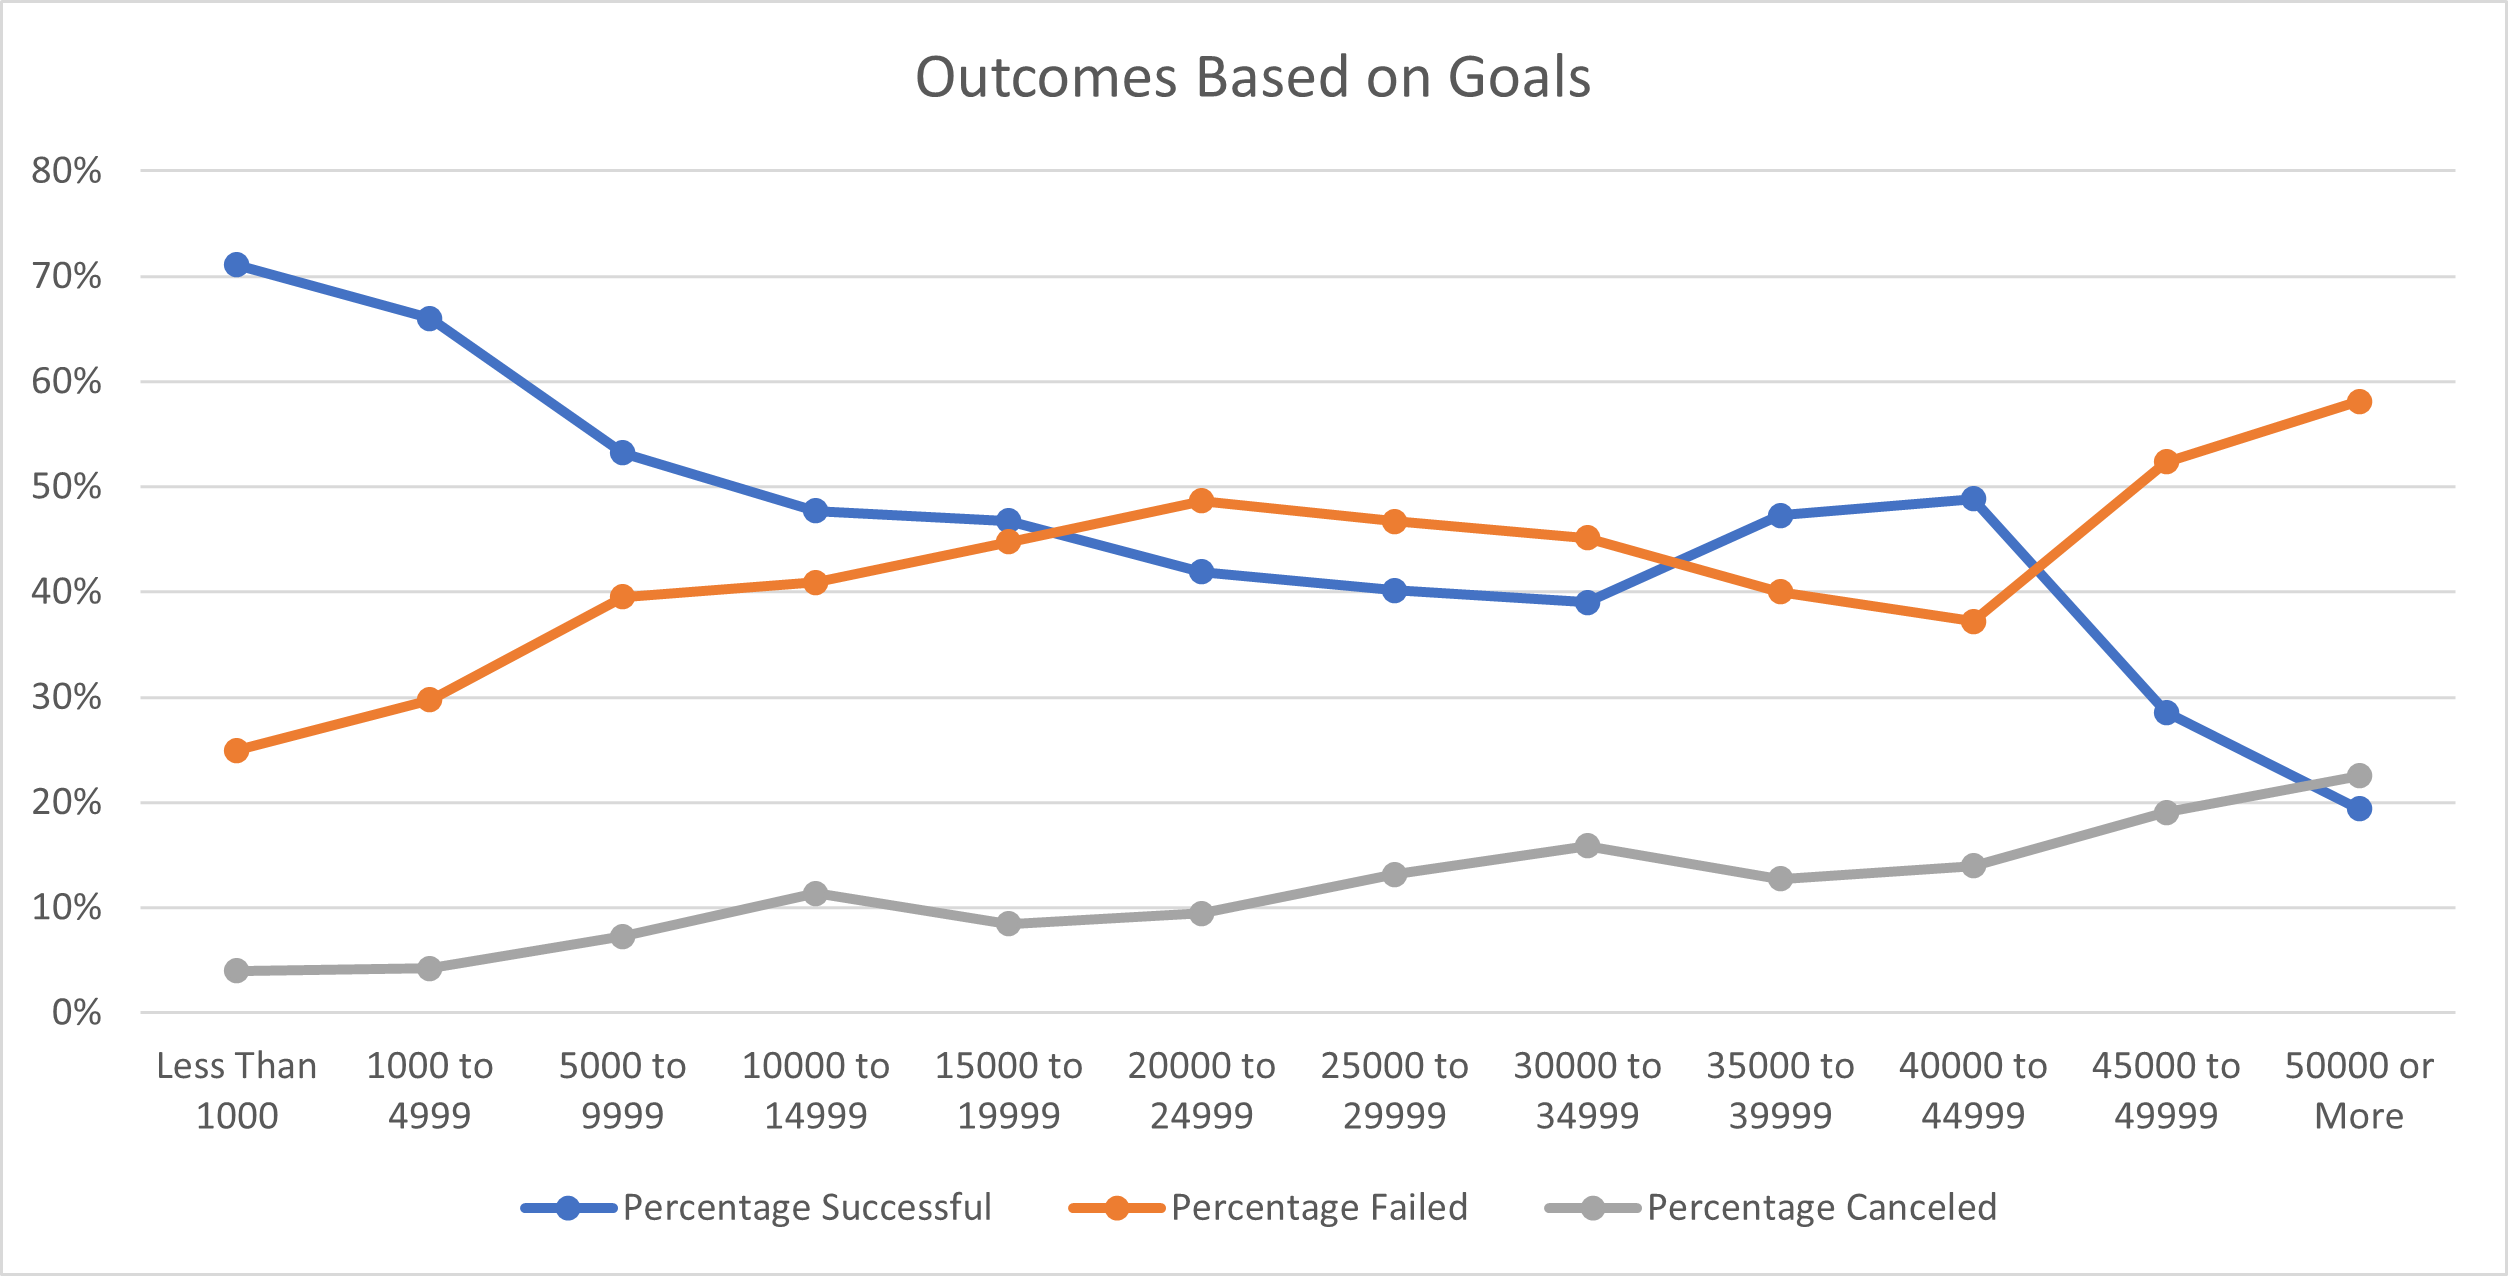 Outcomes Based on Goals
80%
70%
60%
50%
40%
30%
20%
10%
0%
Less Than 1000
1000 to 4999
5000 to 9999
10000 to 14999
15000 to 19999
20000 to 24999
25000 to 29999
30000 to 34999
35000 to 39999
40000 to 44999
45000 to 49999
50000 or More
Percentage Successful
Percentage Failed
Percentage Canceled